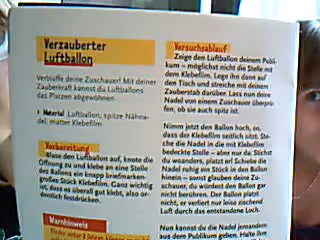 Verzauberter
Luftballon
Verblüffe deine Zuschauer! Mit deiner
Zauberkraft kannst du Luftballons
das Platzen abgewöhnen.
Material Luftballon, spitze Nähna-
del, matter Klebefilm
Vorbereitung
Blase den Luftballon auf, knote die
Öffnung zu und klebe an eine Stelle
des Ballons ein knapp briefmarken-
großes Stück Klebefilm. Ganz wichtig
ist, dass es überall gut klebt, also or-
dentlich festdrücken.
Warnhinweis
Kinder unter 8 Jahren
Versuchsablauf
Zeige den Luftballon deinem Publi-
kum – möglichst nicht die Stelle mit
dem Klebefilm. Lege ihn dann auf
den Tisch und streiche mit deinem
Zauberstab darüber. Lass nun deine
Nadel von einem Zuschauer überprü-
fen, ob sie auch spitz ist.
Nimm jetzt den Ballon hoch, so,
dass der Klebefilm seitlich sitzt. Ste-
che die Nadel in die mit Klebefilm
bedeckte Stelle – aber nur da. Stichst
du woanders, platzt er! Schiebe die
Nadel ruhig ein Stück in den Ballon
hinein – sonst glauben deine Zu-
schauer, du würdest den Ballon gar
nicht berühren. Der Ballon platzt
nicht, er verliert nur leise zischend
Luft durch das entstandene Loch.
Nun kannst du die Nadel jemandem
aus dem Publikum geben. Halte ihm